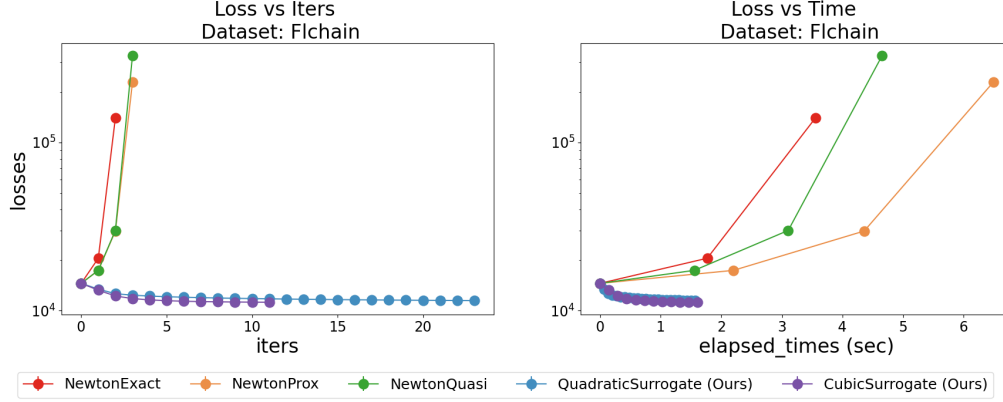 Loss vs Iters
Dataset: Flchain
losses
10^5
10^4
0 5 10 15 20
iters
Loss vs Time
Dataset: Flchain
10^5
10^4
0 1 2 3 4 5 6
elapsed_times (sec)
NewtonExact NewtonProx NewtonQuasi QuadraticSurrogate (Ours) CubicSurrogate (Ours)